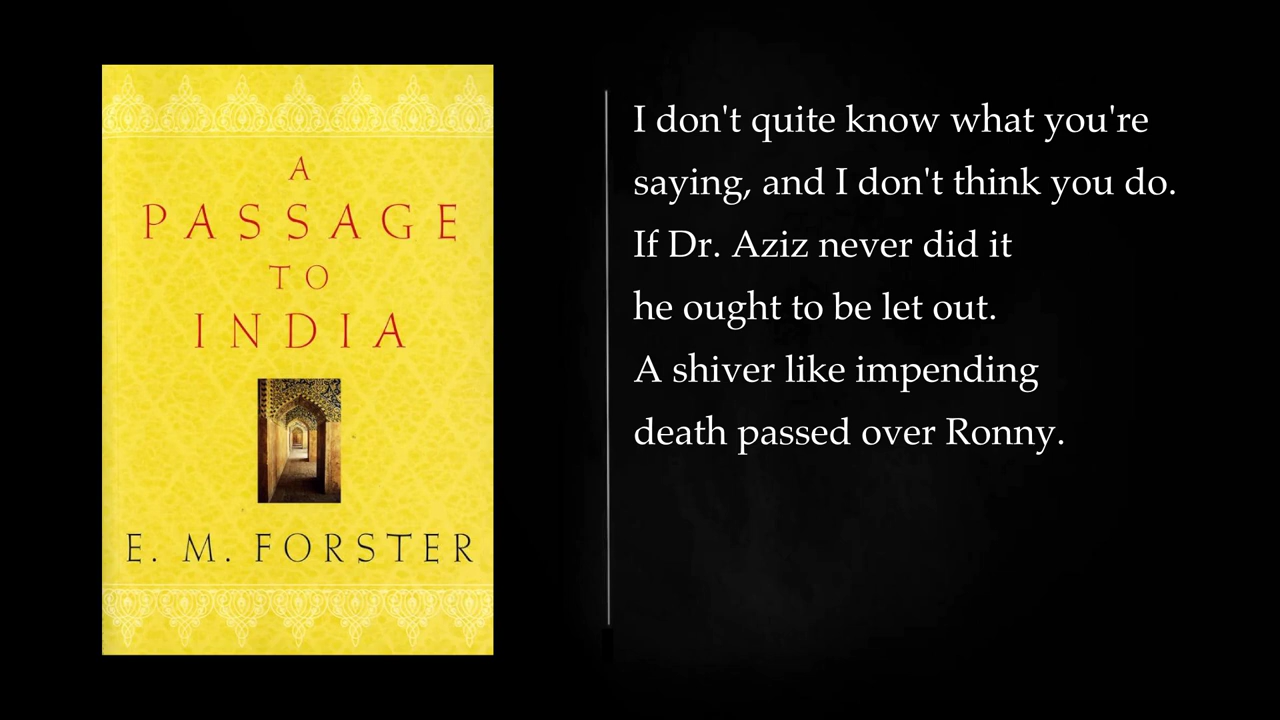 A
PASSAGE
TO
INDIA
E. M. FORSTER
I don't quite know what you're
saying, and I don't think you do.
If Dr. Aziz never did it
he ought to be let out.
A shiver like impending
death passed over Ronny.